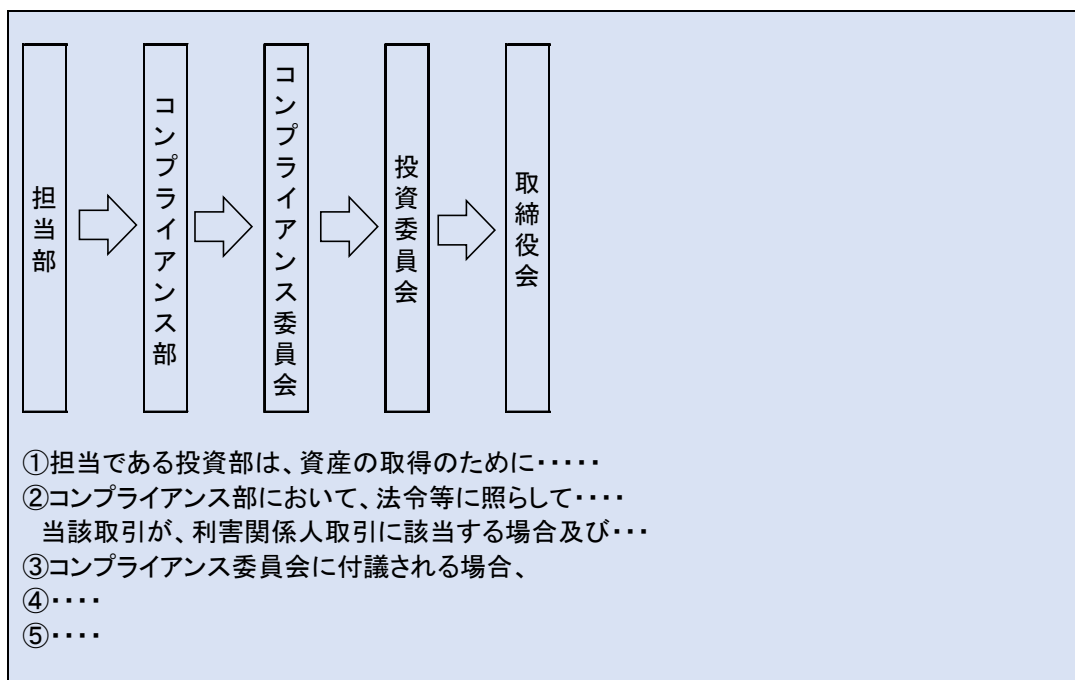 担当部
コンプライアンス部
コンプライアンス委員会
投資委員会
取締役会
①担当である投資部は、資産の取得のために・・・・・
②コンプライアンス部において、法令等に照らして・・・・
当該取引が、利害関係人取引に該当する場合及び・・・
③コンプライアンス委員会に付議される場合、
④・・・・
⑤・・・・